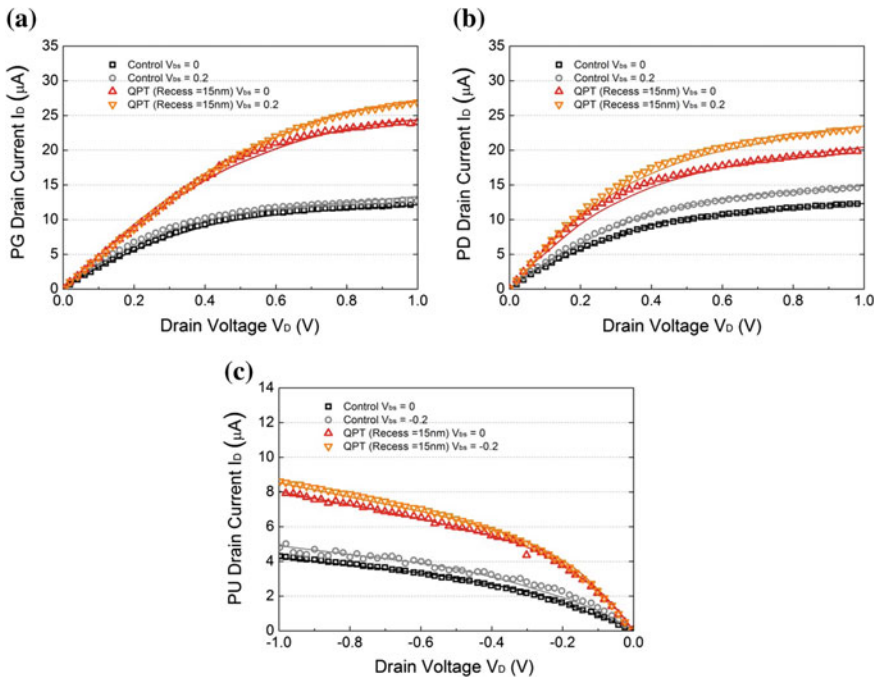 (a)
PG Drain Current ID (μA)
35
30
25
20
15
10
5
0
Control Vbs = 0
Control Vbs = 0.2
QPT (Recess =15nm) Vbs = 0
QPT (Recess =15nm) Vbs = 0.2
0.0 0.2 0.4 0.6 0.8 1.0
Drain Voltage VD (V)
(b)
PD Drain Current ID (μA)
35
30
25
20
15
10
5
0
Control Vbs = 0
Control Vbs = 0.2
QPT (Recess =15nm) Vbs = 0
QPT (Recess =15nm) Vbs = 0.2
0.0 0.2 0.4 0.6 0.8 1.0
Drain Voltage VD (V)
(c)
PU Drain Current ID (μA)
14
12
10
8
6
4
2
0
Control Vbs = 0
Control Vbs = -0.2
QPT (Recess =15nm) Vbs = 0
QPT (Recess =15nm) Vbs = -0.2
-1.0 -0.8 -0.6 -0.4 -0.2 0.0
Drain Voltage VD (V)